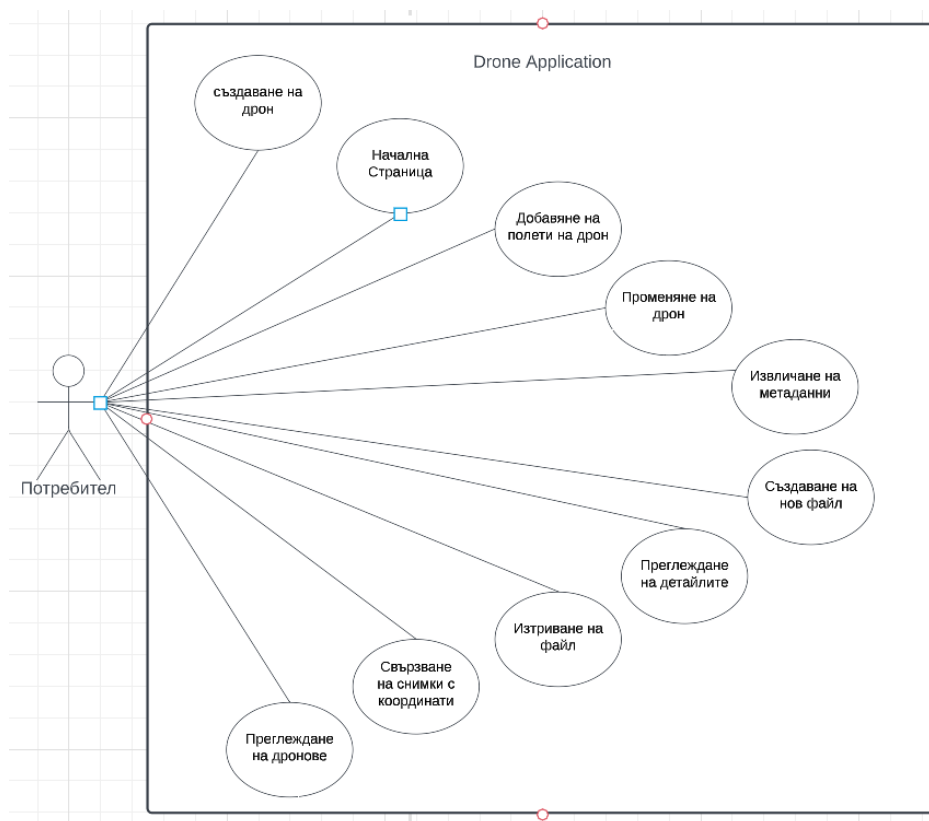 Drone Application
създаване на
дрон
Начална
Страница
Добавяне на
полети на дрон
Променяне на
дрон
Извличане на
метаданни
Потребител
Създаване на
нов файл
Преглеждане
на детайлите
Изтриване на
файл
Свързване
на снимки с
координати
Преглеждане
на дронове